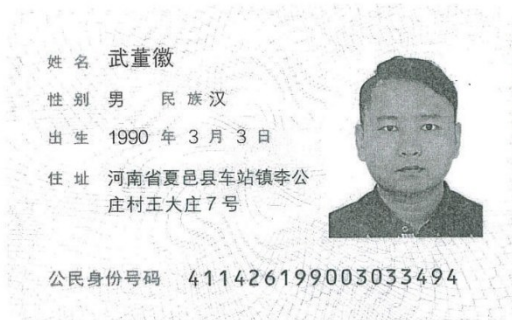 姓 名 武董徽
性 别 男 民 族 汉
出 生 1990 年 3 月 3 日
住 址 河南省夏邑县车站镇李公
庄村王大庄7号
公民身份号码 411426199003033494